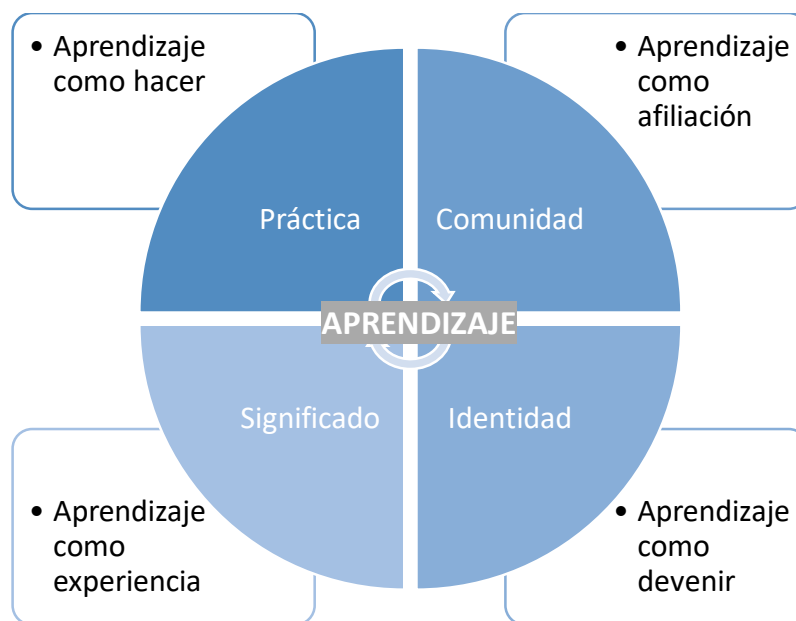 • Aprendizaje
como hacer
• Aprendizaje
como
afiliación
Práctica
Comunidad
APRENDIZAJE
Significado
Identidad
• Aprendizaje
como
experiencia
• Aprendizaje
como
devenir